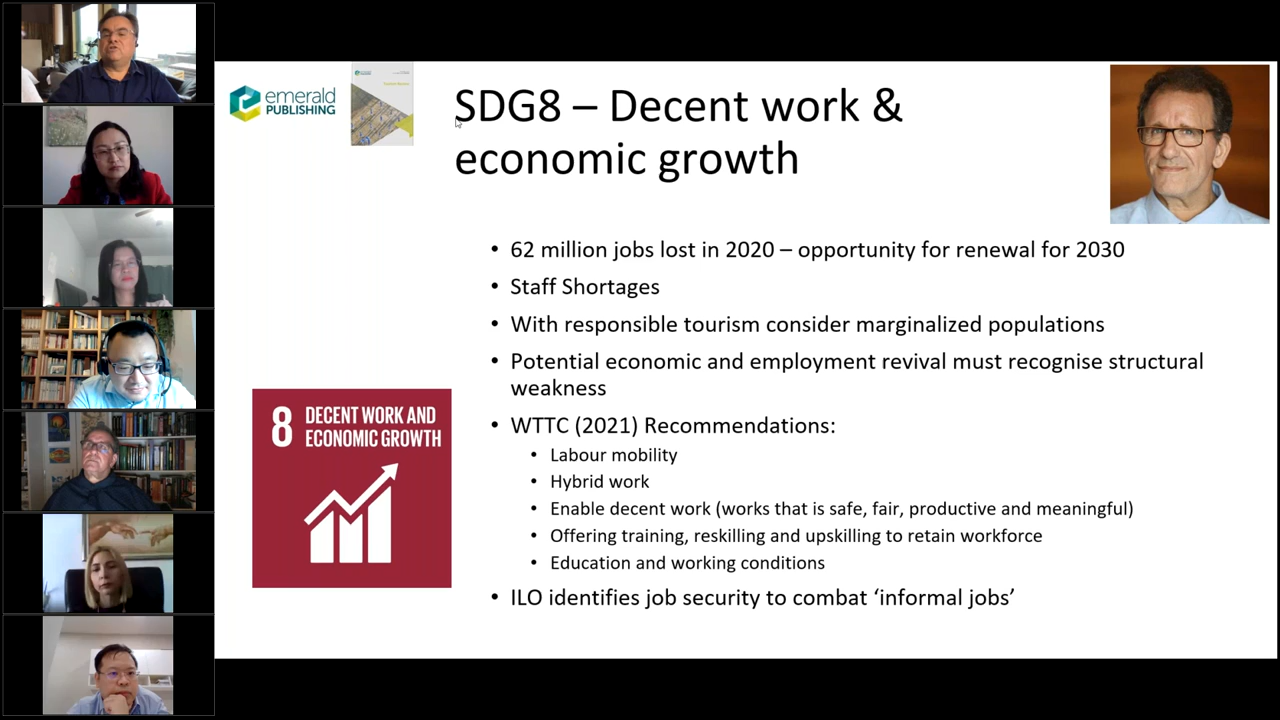 emerald
PUBLISHING
SDG8 – Decent work &
economic growth
• 62 million jobs lost in 2020 – opportunity for renewal for 2030
• Staff Shortages
• With responsible tourism consider marginalized populations
• Potential economic and employment revival must recognise structural
weakness
• WTTC (2021) Recommendations:
• Labour mobility
• Hybrid work
• Enable decent work (works that is safe, fair, productive and meaningful)
• Offering training, reskilling and upskilling to retain workforce
• Education and working conditions
• ILO identifies job security to combat ‘informal jobs’
8 DECENT WORK AND
ECONOMIC GROWTH